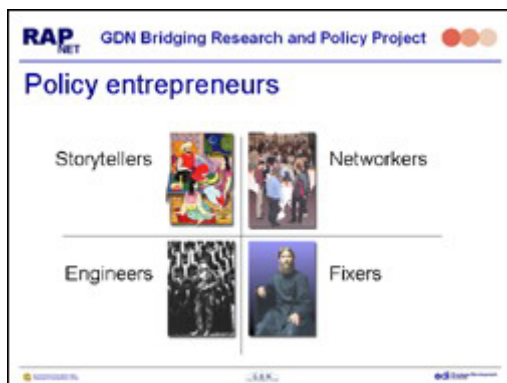 RAP
NET
GDN Bridging Research and Policy Project
Policy entrepreneurs
Storytellers
Networkers
Engineers
Fixers
odi